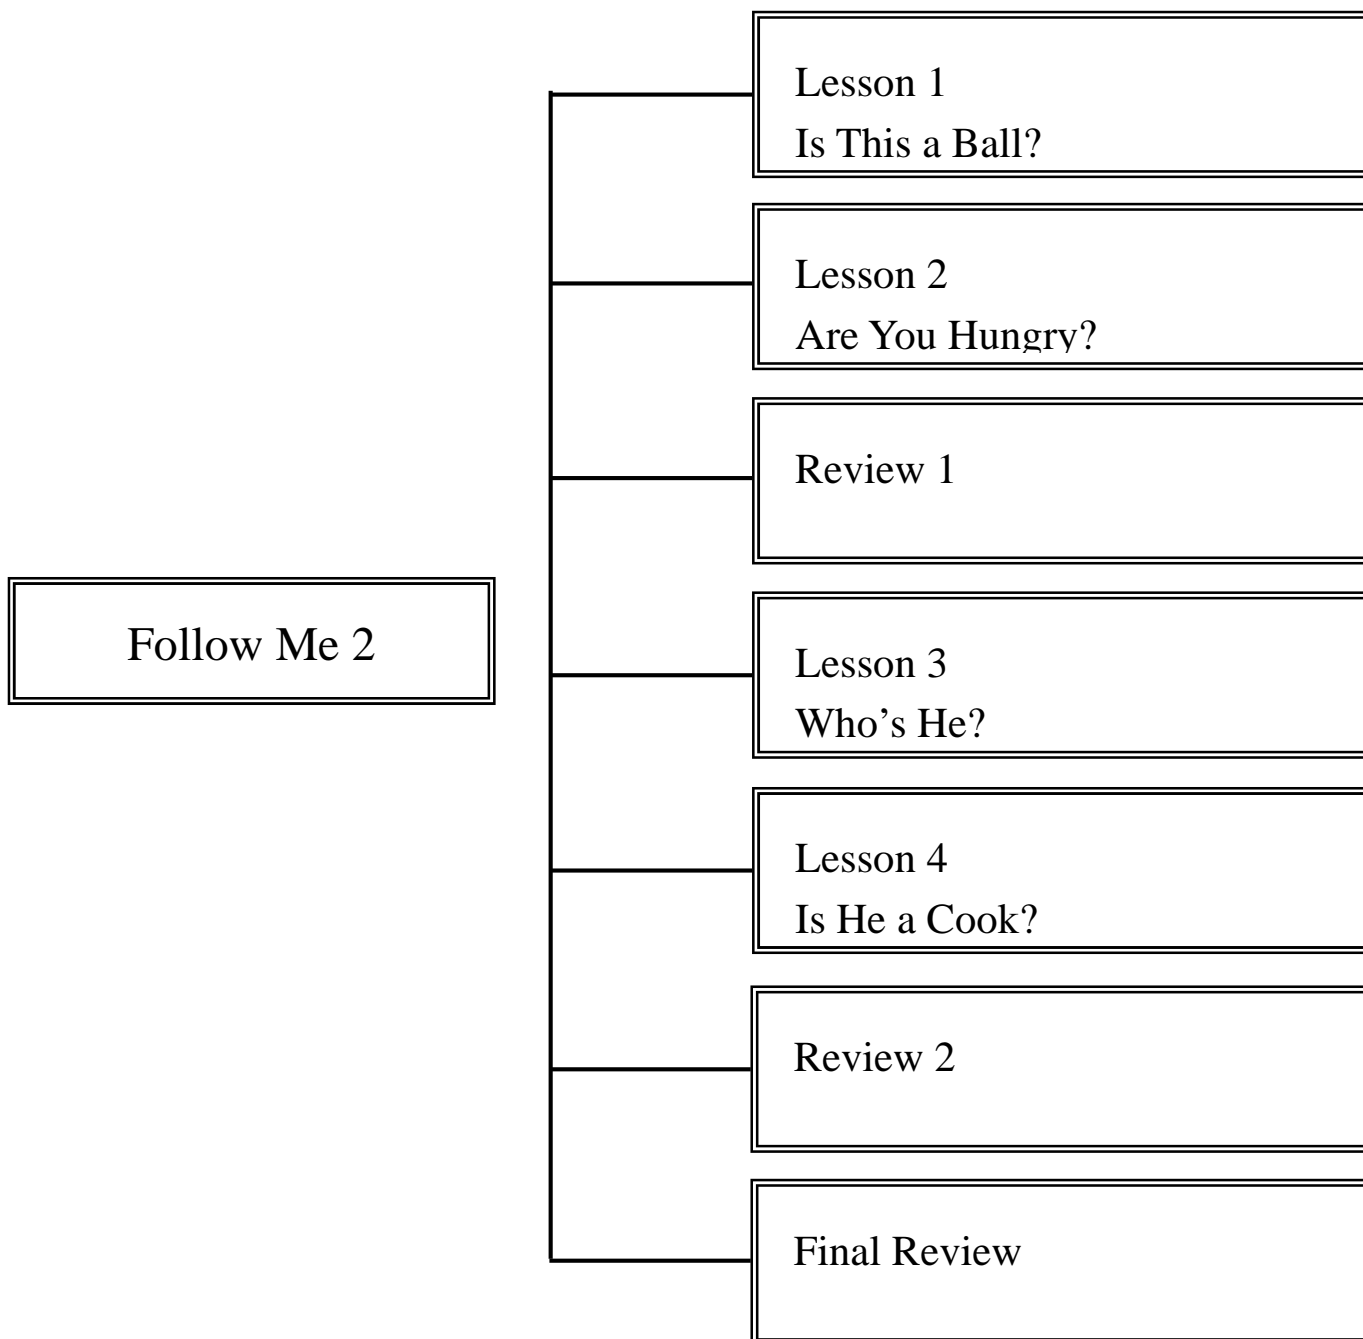 Follow Me 2
Lesson 1
Is This a Ball?
Lesson 2
Are You Hungry?
Review 1
Lesson 3
Who’s He?
Lesson 4
Is He a Cook?
Review 2
Final Review